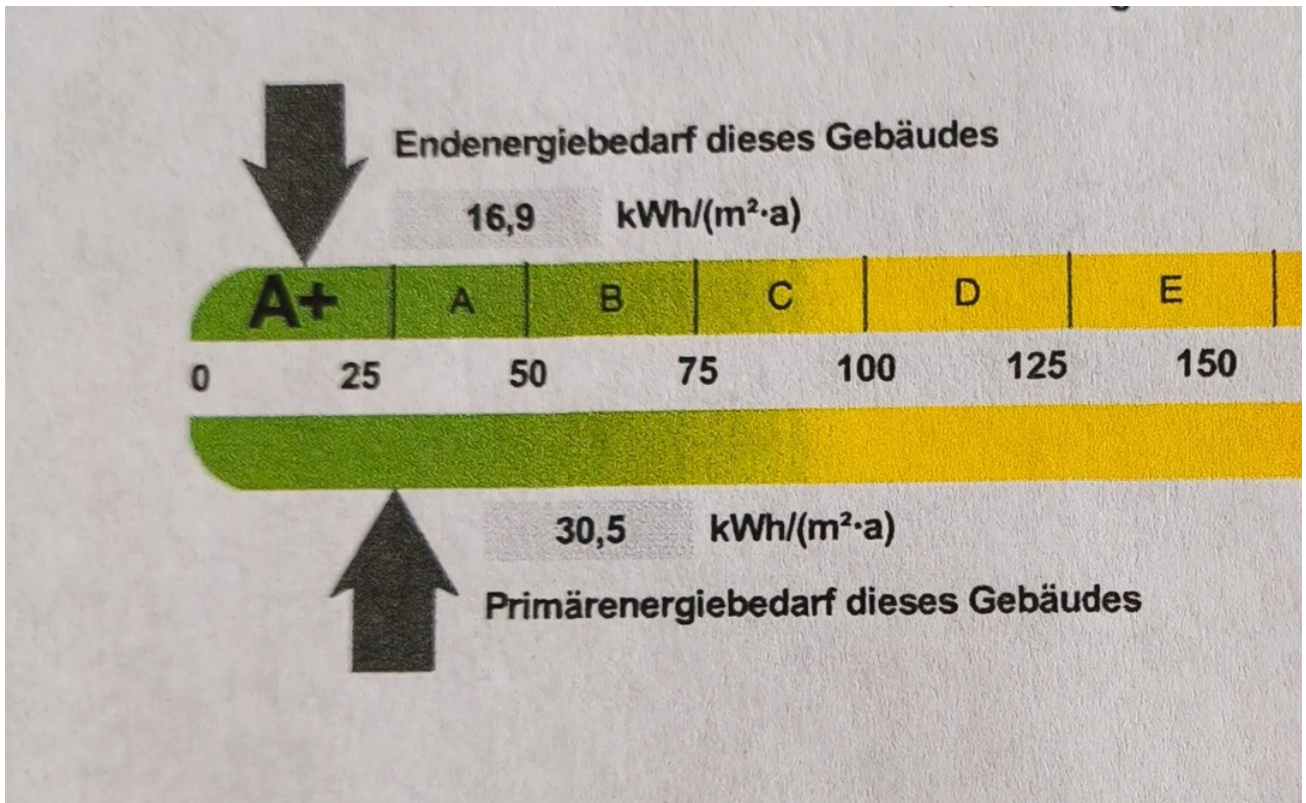 Endenergiebedarf dieses Gebäudes
16,9 kWh/(m²·a)
A+ A B C D E
0 25 50 75 100 125 150
30,5 kWh/(m²·a)
Primärenergiebedarf dieses Gebäudes